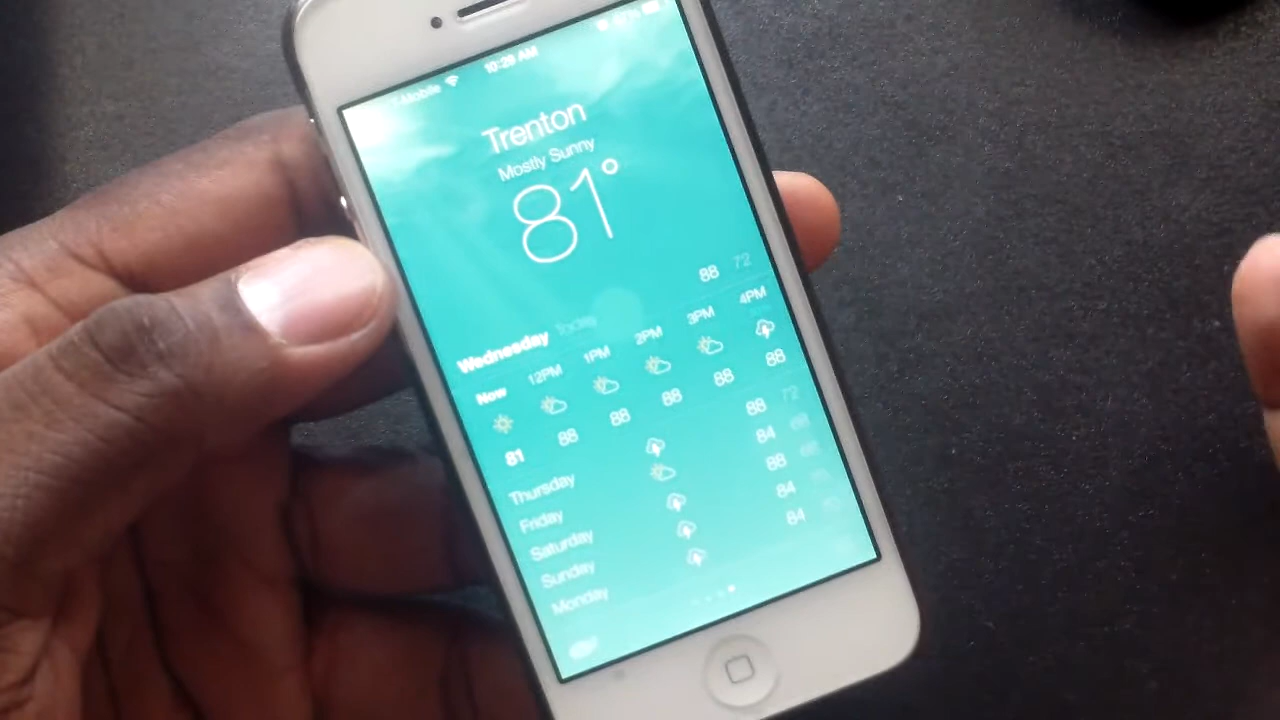 Mobile 10:29 AM
Trenton
Mostly Sunny
81°
Wednesday Today 88 72
Now 12PM 1PM 2PM 3PM 4PM
81 88 88 88 88 88
Thursday 88 72
Friday 84
Saturday 88
Sunday 84
Monday 84